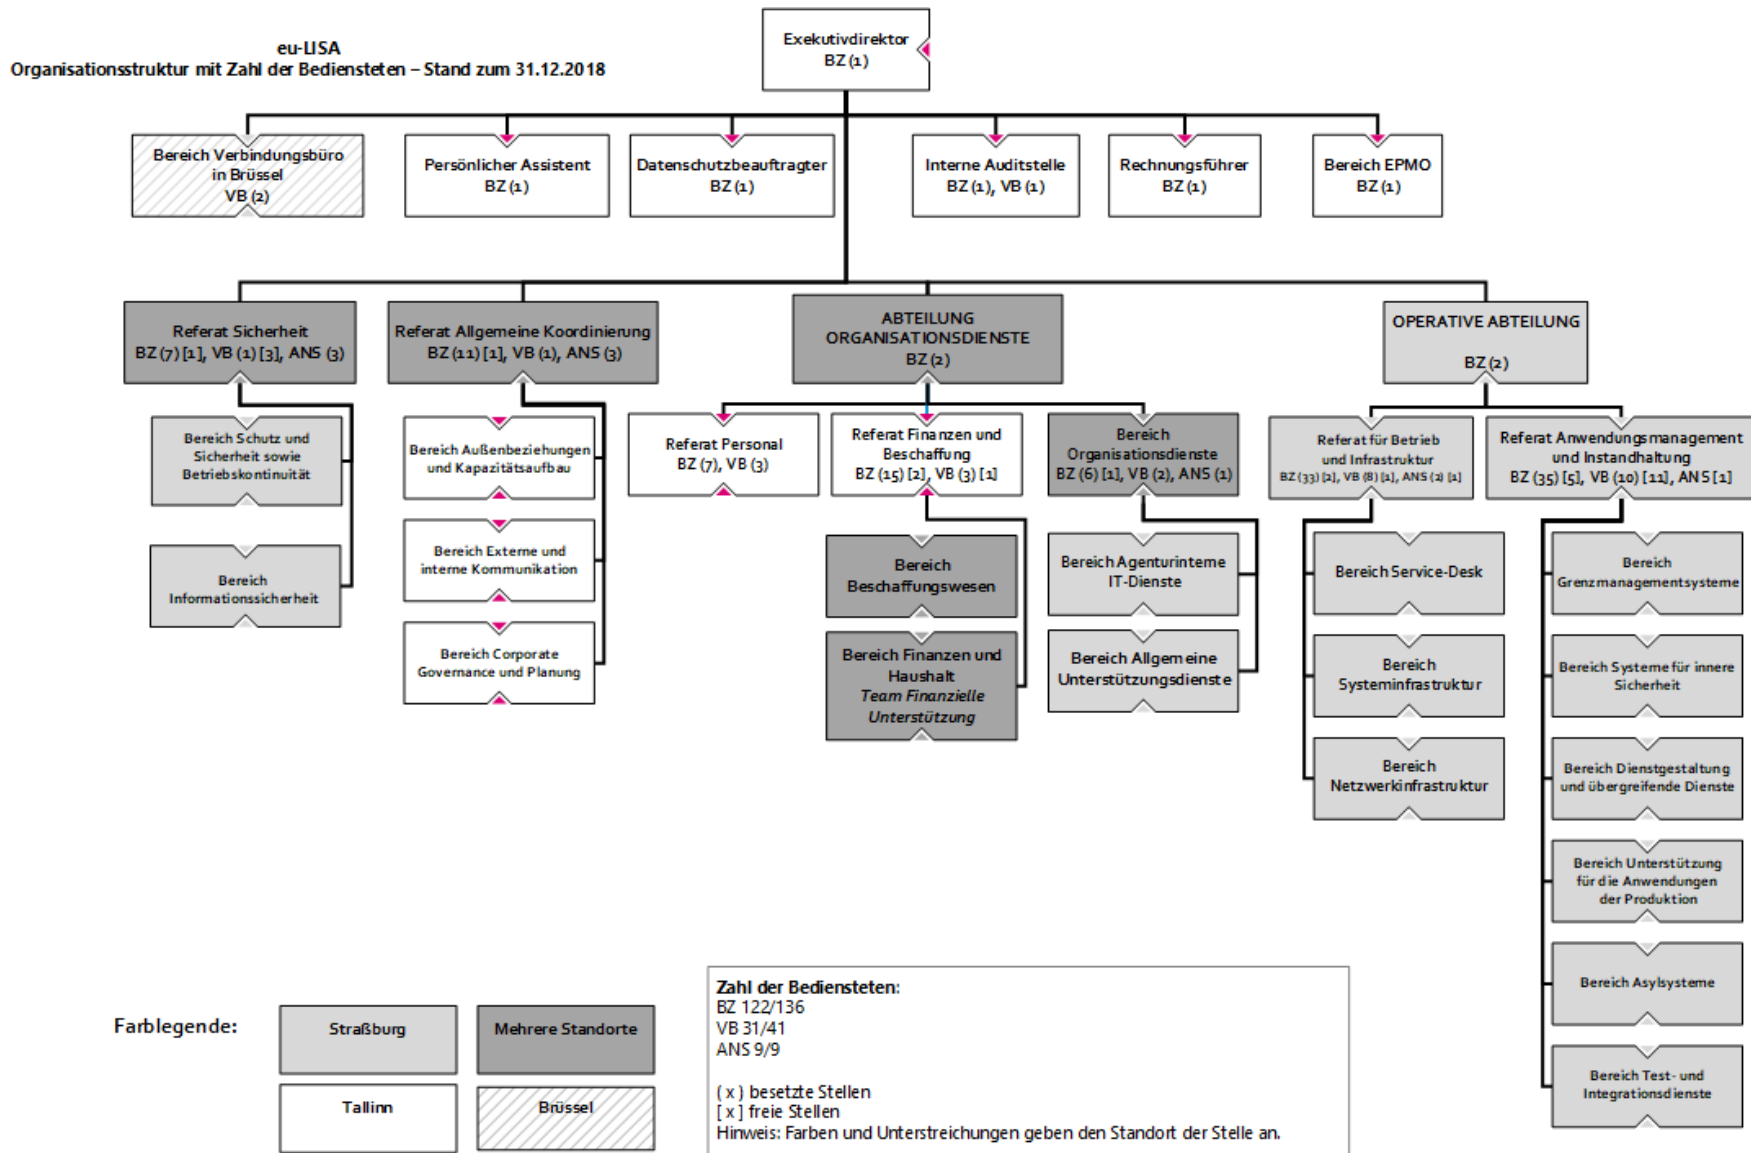 eu-LISA
Organisationsstruktur mit Zahl der Bediensteten – Stand zum 31.12.2018
Exekutivdirektor
BZ (1)
Bereich Verbindungsbüro
in Brüssel
VB (2)
Persönlicher Assistent
BZ (1)
Datenschutzbeauftragter
BZ (1)
Interne Auditstelle
BZ (1), VB (1)
Rechnungsführer
BZ (1)
Bereich EPMO
BZ (1)
Referat Sicherheit
BZ (7) [1], VB (1) [3], ANS (3)
Referat Allgemeine Koordinierung
BZ (11) [1], VB (1), ANS (3)
ABTEILUNG
ORGANISATIONSDIENSTE
BZ (2)
OPERATIVE ABTEILUNG
BZ (2)
Bereich Schutz und
Sicherheit sowie
Betriebskontinuität
Bereich
Informationssicherheit
Bereich Außenbeziehungen
und Kapazitätsaufbau
Bereich Externe und
interne Kommunikation
Bereich Corporate
Governance und Planung
Referat Personal
BZ (7), VB (3)
Referat Finanzen und
Beschaffung
BZ (15) [2], VB (3) [1]
Bereich
Organisationsdienste
BZ (6) [1], VB (2), ANS (1)
Bereich
Beschaffungswesen
Bereich Finanzen und
Haushalt
Team Finanzielle
Unterstützung
Bereich Agenturinterne
IT-Dienste
Bereich Allgemeine
Unterstützungsdienste
Referat für Betrieb
und Infrastruktur
BZ (33) [2], VB (8) [1], ANS (2) [1]
Referat Anwendungsmanagement
und Instandhaltung
BZ (35) [5], VB (10) [11], ANS [1]
Bereich Service-Desk
Bereich
Systeminfrastruktur
Bereich
Netzwerkinfrastruktur
Bereich
Grenzmanagementsysteme
Bereich Systeme für innere
Sicherheit
Bereich Dienstgestaltung
und übergreifende Dienste
Bereich Unterstützung
für die Anwendungen
der Produktion
Bereich Asylsysteme
Bereich Test- und
Integrationsdienste
Farblegende:
Straßburg
Mehrere Standorte
Tallinn
Brüssel
Zahl der Bediensteten:
BZ 122/136
VB 31/41
ANS 9/9
( x ) besetzte Stellen
[ x ] freie Stellen
Hinweis: Farben und Unterstreichungen geben den Standort der Stelle an.